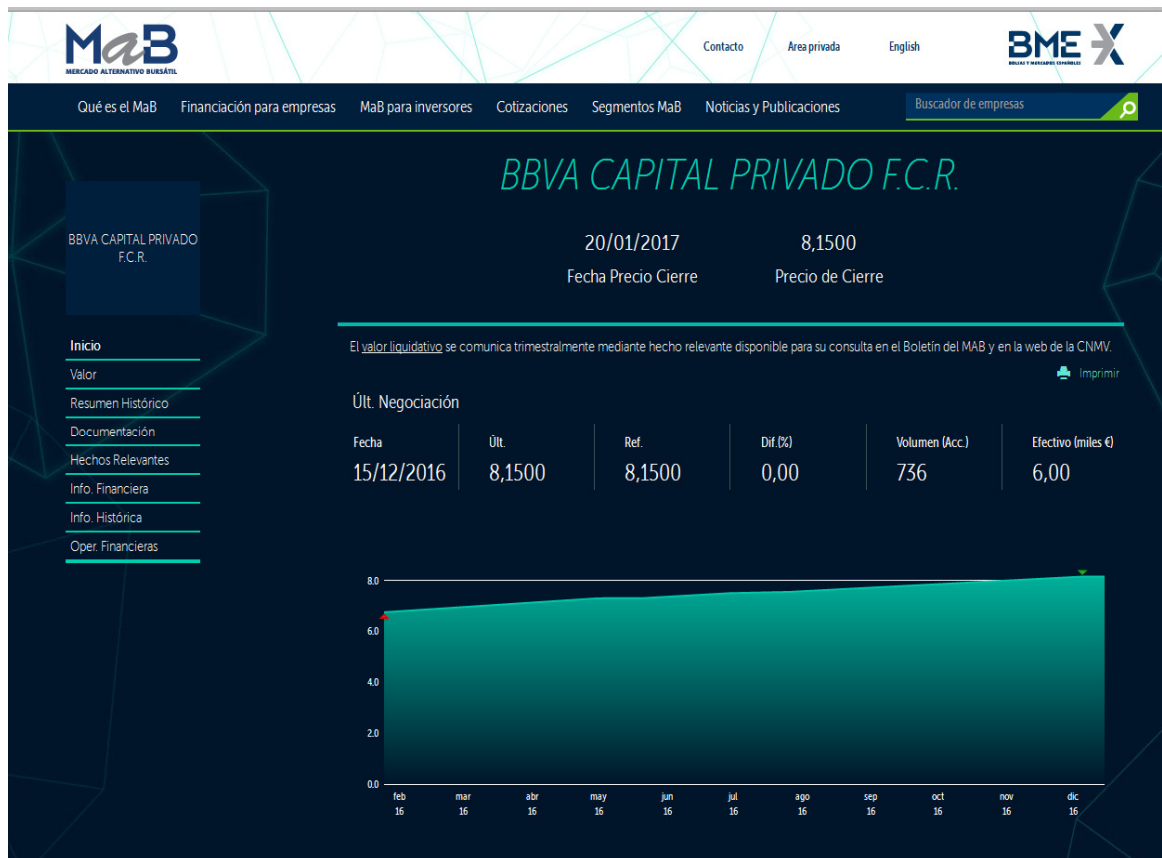 MaB
MERCADO ALTERNATIVO BURSÁTIL
Contacto Area privada English
BME X
BOLSAS Y MERCADOS ESPAÑOLES
Qué es el MaB Financiación para empresas MaB para inversores Cotizaciones Segmentos MaB Noticias y Publicaciones Buscador de empresas
BBVA CAPITAL PRIVADO F.C.R.
BBVA CAPITAL PRIVADO
F.C.R.
20/01/2017 8,1500
Fecha Precio Cierre Precio de Cierre
Inicio
Valor
Resumen Histórico
Documentación
Hechos Relevantes
Info. Financiera
Info. Histórica
Oper. Financieras
El valor liquidativo se comunica trimestralmente mediante hecho relevante disponible para su consulta en el Boletín del MAB y en la web de la CNMV.
Imprimir
Últ. Negociación
Fecha Últ. Ref. Dif.(%) Volumen (Acc.) Efectivo (miles €)
15/12/2016 8,1500 8,1500 0,00 736 6,00
8.0
6.0
4.0
2.0
0.0
feb mar abr may jun jul ago sep oct nov dic
16 16 16 16 16 16 16 16 16 16 16